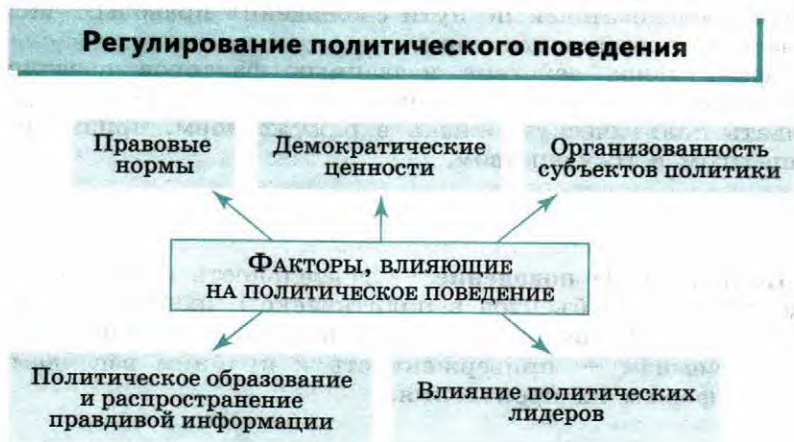 Регулирование политического поведения
Правовые
нормы
Демократические
ценности
Организованность
субъектов политики
Факторы, влияющие
на политическое поведение
Политическое образование
и распространение
правдивой информации
Влияние политических
лидеров